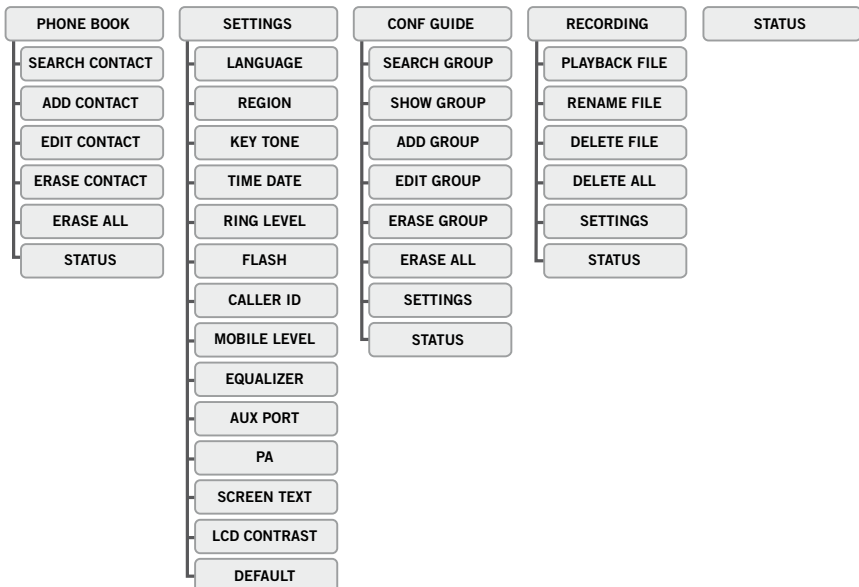 PHONE BOOK
SEARCH CONTACT
ADD CONTACT
EDIT CONTACT
ERASE CONTACT
ERASE ALL
STATUS
SETTINGS
LANGUAGE
REGION
KEY TONE
TIME DATE
RING LEVEL
FLASH
CALLER ID
MOBILE LEVEL
EQUALIZER
AUX PORT
PA
SCREEN TEXT
LCD CONTRAST
DEFAULT
CONF GUIDE
SEARCH GROUP
SHOW GROUP
ADD GROUP
EDIT GROUP
ERASE GROUP
ERASE ALL
SETTINGS
STATUS
RECORDING
PLAYBACK FILE
RENAME FILE
DELETE FILE
DELETE ALL
SETTINGS
STATUS
STATUS